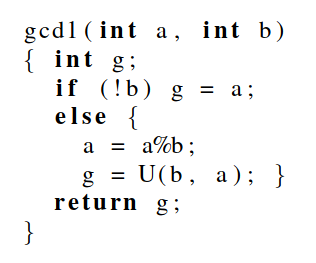 gcd1(int a, int b)
{ int g;
if (!b) g = a;
else {
a = a%b;
g = U(b, a); }
return g;
}